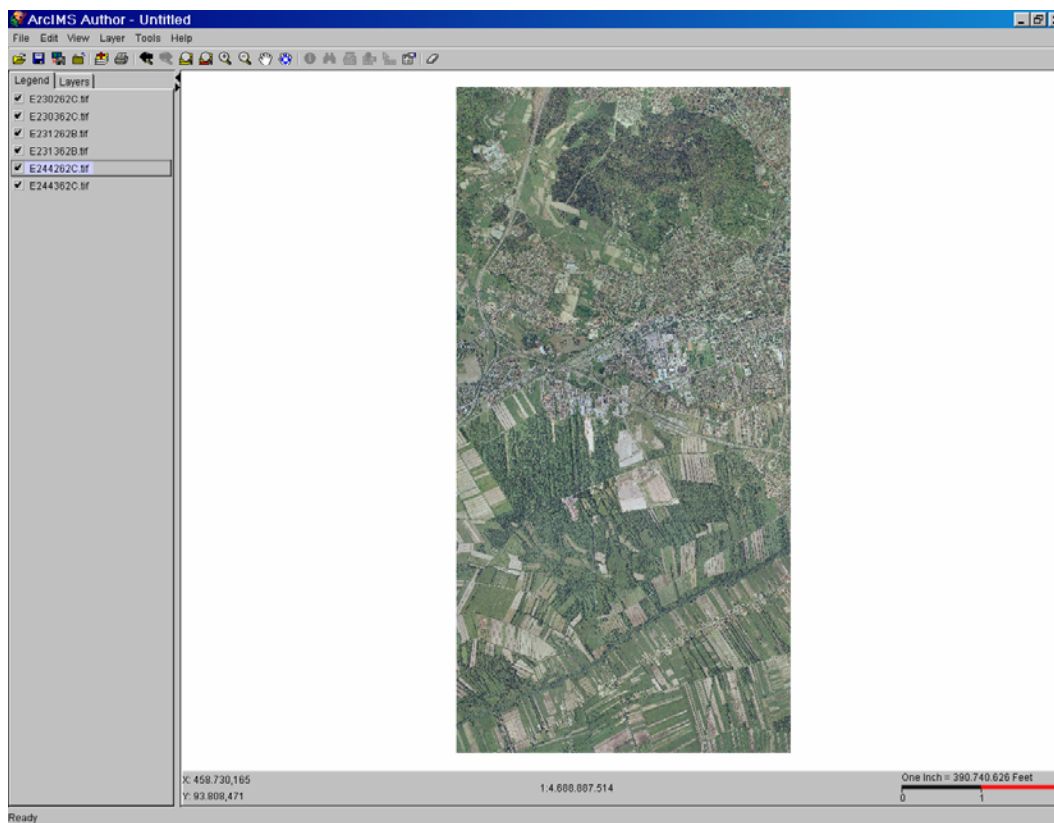 ArcIMS Author - Untitled
File Edit View Layer Tools Help
Legend Layers
E230262C.tif
E230362C.tif
E231262B.tif
E231362B.tif
E244262C.tif
E244362C.tif
X: 458.730,165
Y: 93.808,471
1:4.688.887.514
One Inch = 390.740.626 Feet
0 1
Ready